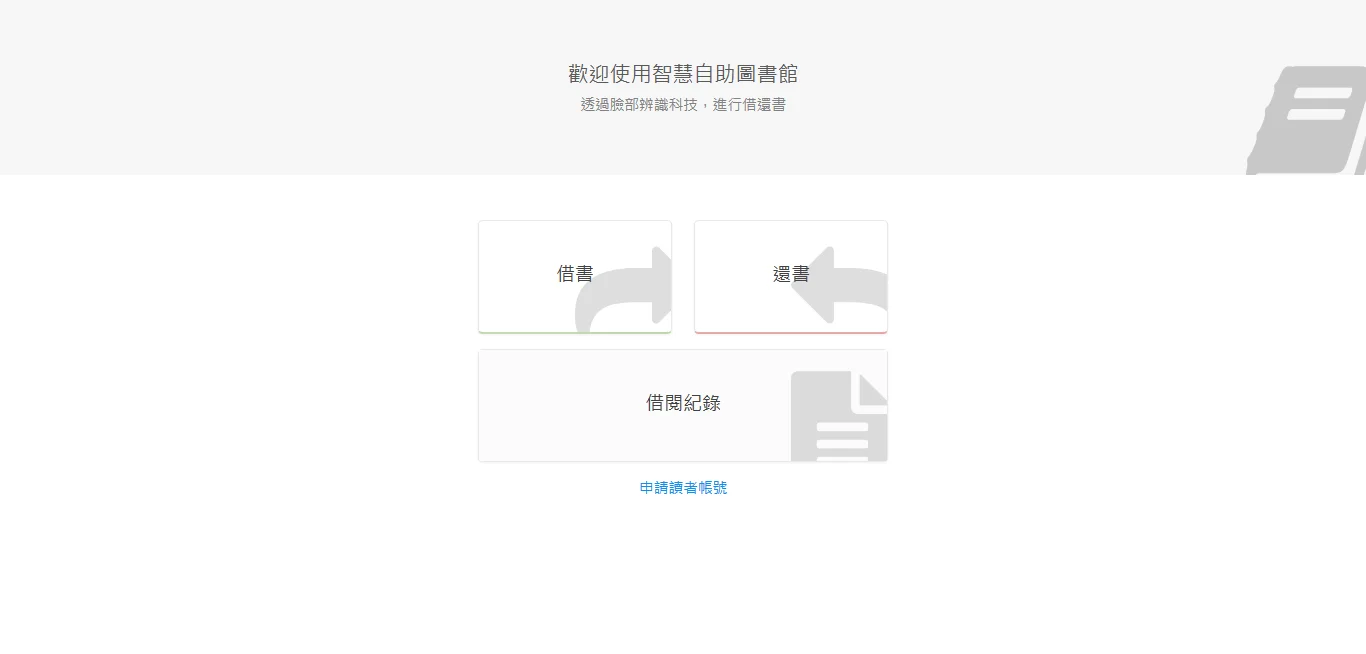 歡迎使用智慧自助圖書館
透過臉部辨識科技，進行借還書
借書
還書
借閱紀錄
申請讀者帳號